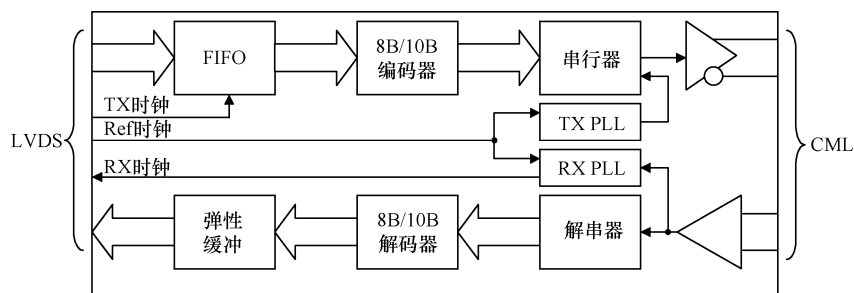 FIFO
8B/10B
编码器
串行器
TX时钟
Ref时钟
TX PLL
LVDS
CML
RX时钟
RX PLL
弹性
缓冲
8B/10B
解码器
解串器